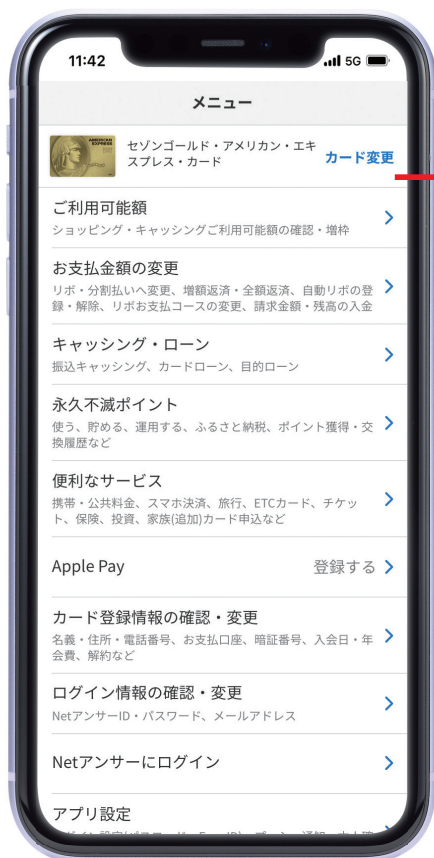 11:42
5G
メニュー
AMERICAN
EXPRESS
セゾンゴールド・アメリカン・エキ
スプレス・カード
カード変更
ご利用可能額
ショッピング・キャッシングご利用可能額の確認・増枠
お支払金額の変更
リボ・分割払いへ変更、増額返済・全額返済、自動リボの登
録・解除、リボお支払コースの変更、請求金額・残高の入金
キャッシング・ローン
振込キャッシング、カードローン、目的ローン
永久不滅ポイント
使う、貯める、運用する、ふるさと納税、ポイント獲得・交
換履歴など
便利なサービス
携帯・公共料金、スマホ決済、旅行、ETCカード、チケッ
ト、保険、投資、家族(追加)カード申込など
Apple Pay 登録する
カード登録情報の確認・変更
名義・住所・電話番号、お支払口座、暗証番号、入会日・年
会費、解約など
ログイン情報の確認・変更
NetアンサーID・パスワード、メールアドレス
Netアンサーにログイン
アプリ設定